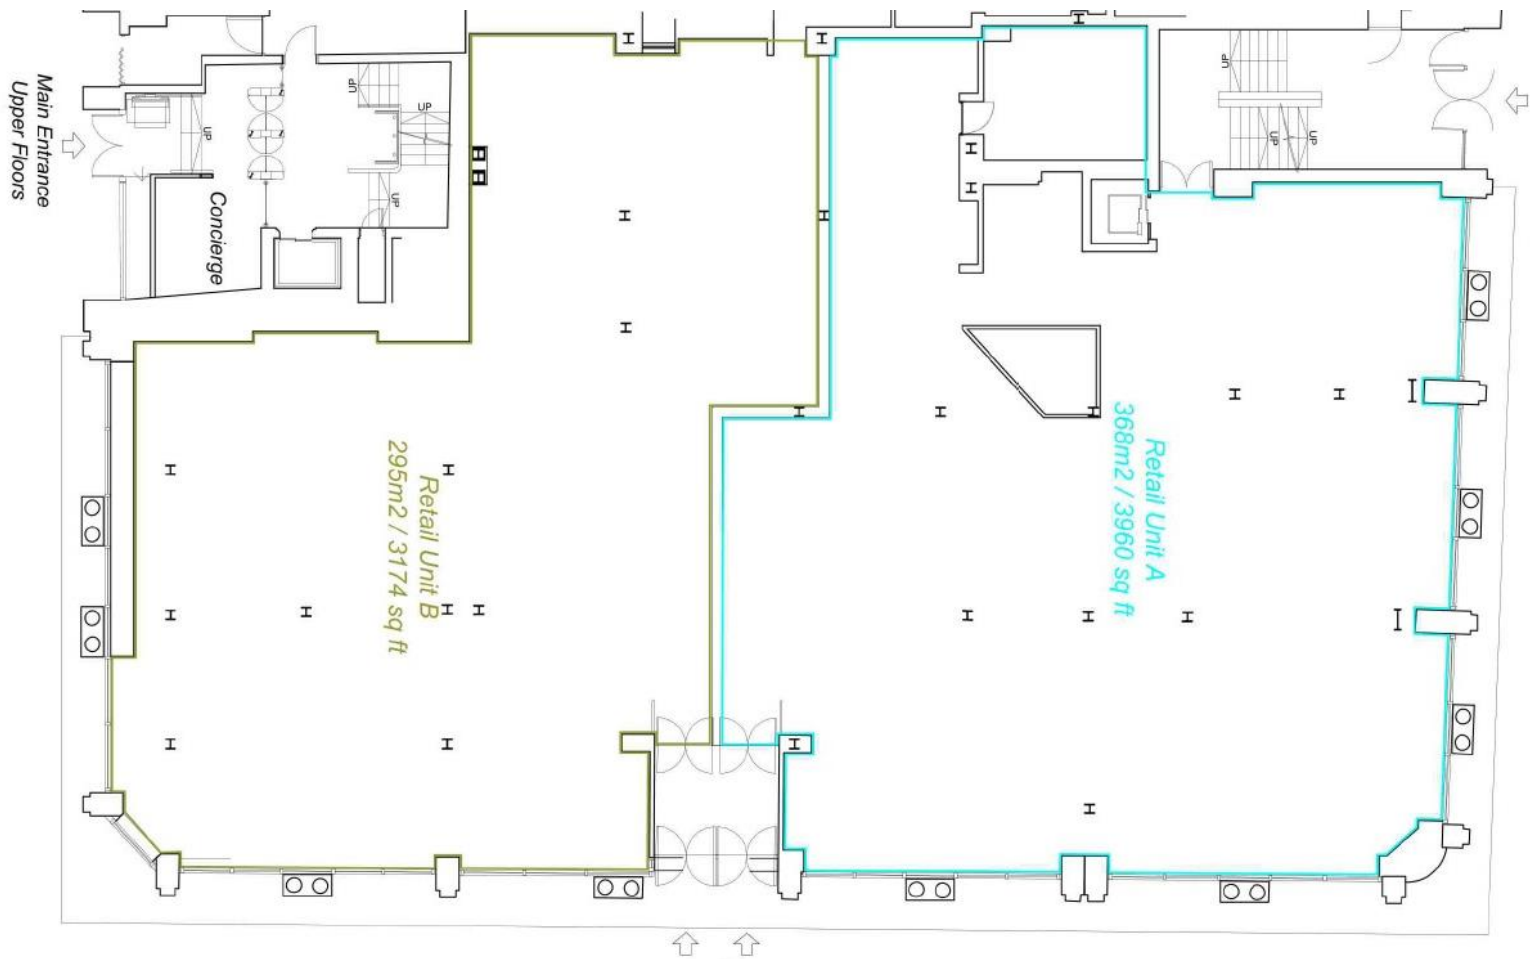 Main Entrance
Upper Floors
UP
UP
UP
UP
Concierge
UP
UP
UP
Retail Unit B
295m2 / 3174 sq ft
Retail Unit A
368m2 / 3960 sq ft